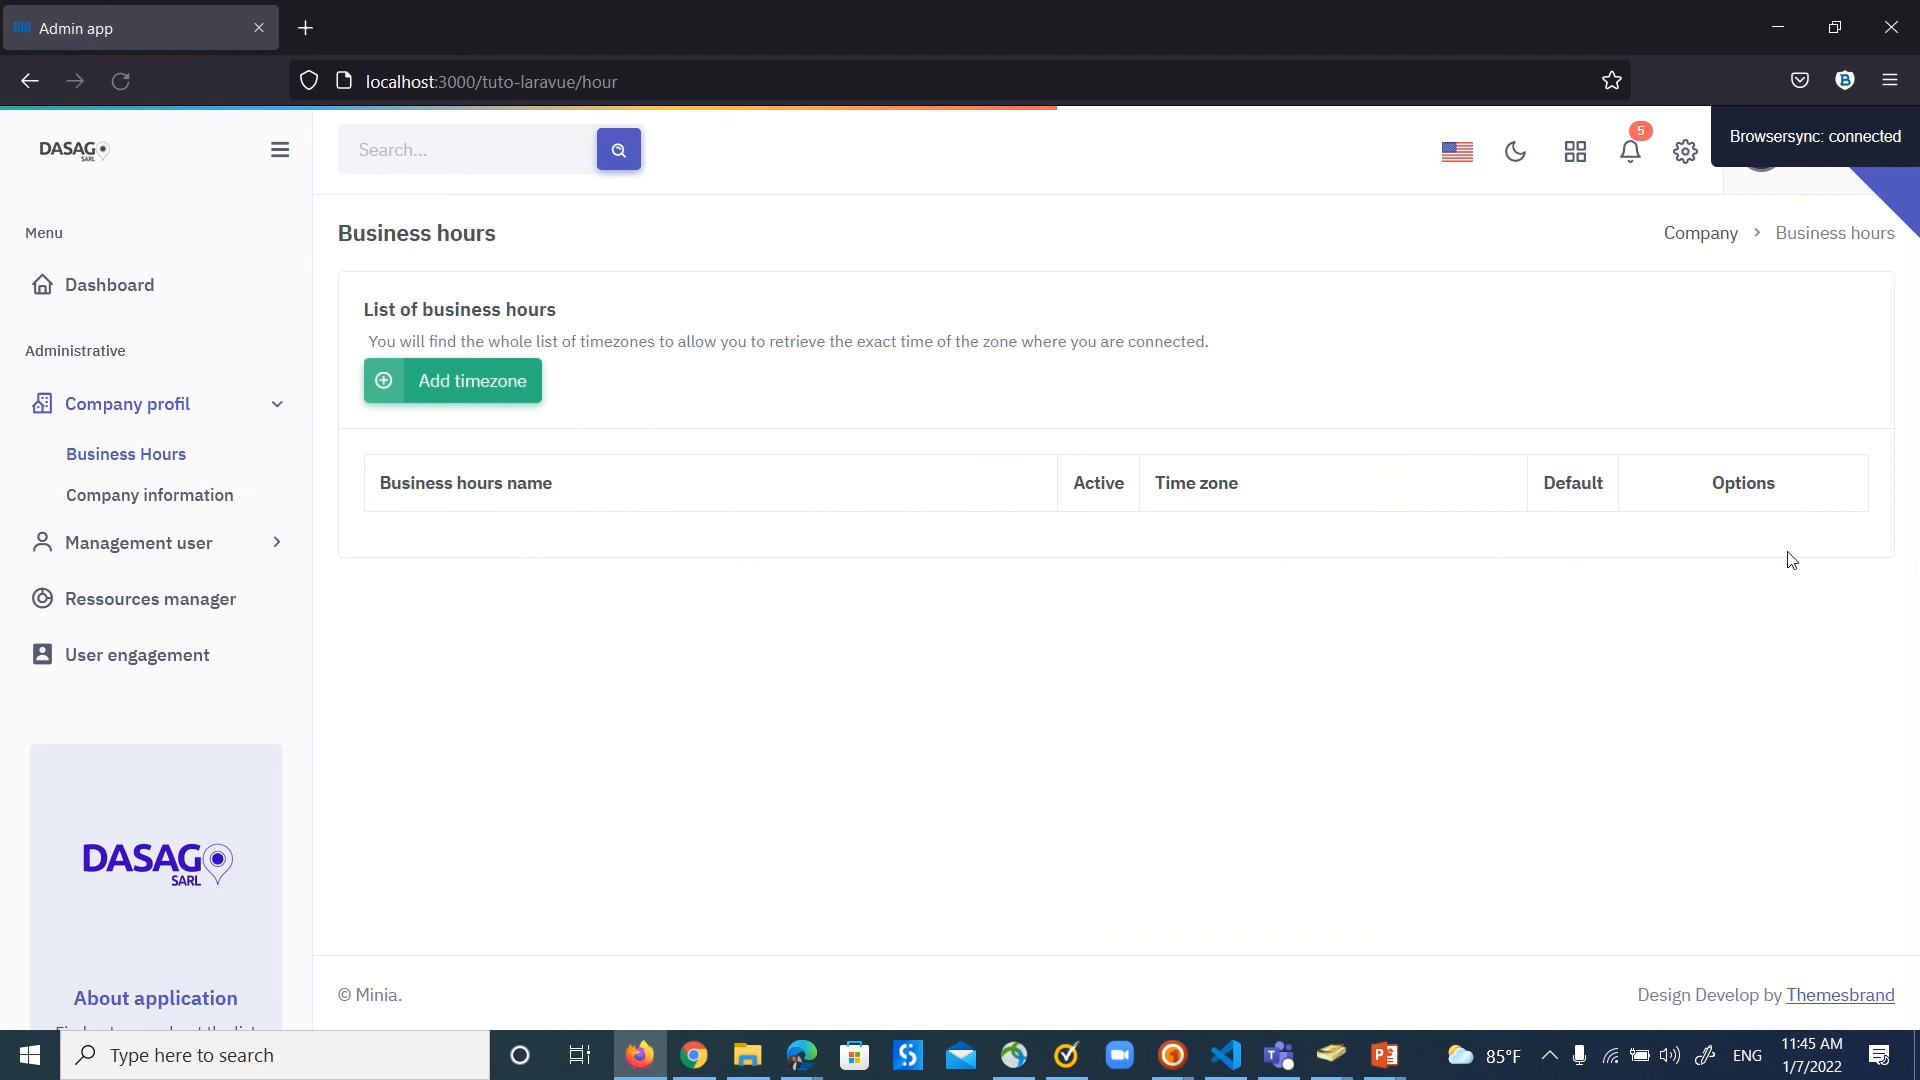 Admin app
localhost:3000/tuto-laravue/hour
Browsersync: connected
DASAGO
SARL
Search...
5
Menu
Dashboard
Administrative
Company profil
Business Hours
Company information
Management user
Ressources manager
User engagement
DASAGO
SARL
About application
Business hours
Company > Business hours
List of business hours
You will find the whole list of timezones to allow you to retrieve the exact time of the zone where you are connected.
Add timezone
Business hours name Active Time zone Default Options
© Minia.
Design Develop by Themesbrand
Type here to search
85°F
ENG
11:45 AM
1/7/2022